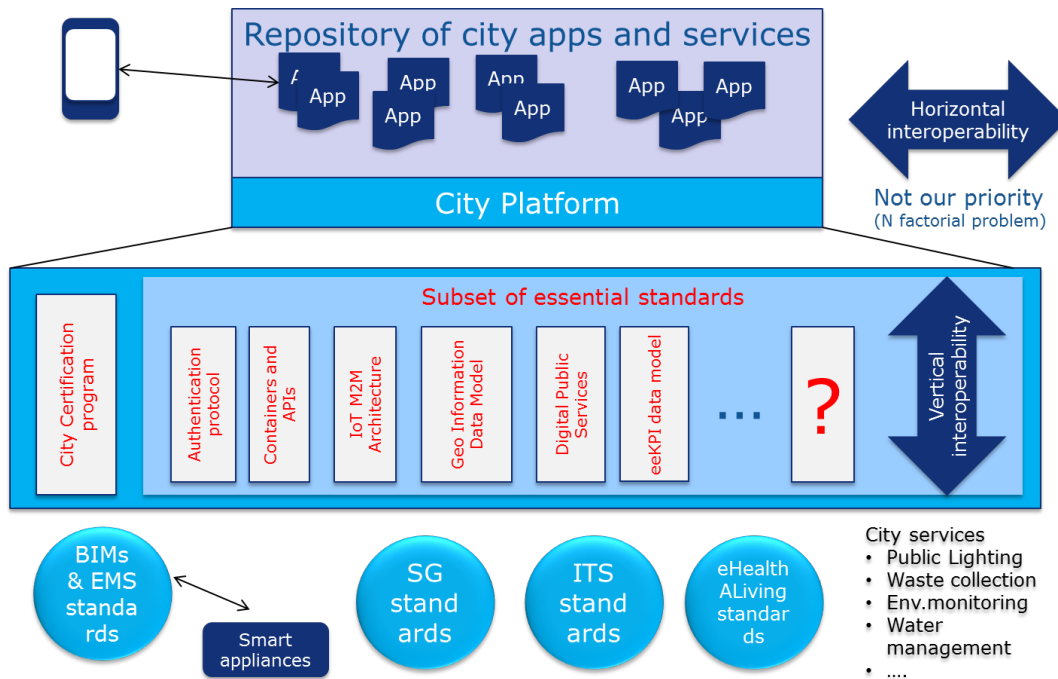 Repository of city apps and services
A
App
App
App
App
App
App
App
App
Horizontal
interoperability
City Platform
Not our priority
(N factorial problem)
Subset of essential standards
City Certification
program
Authentication
protocol
Containers and
APIs
IoT M2M
Architecture
Geo Information
Data Model
Digital Public
Services
eeKPI data model
...
?
Vertical
interoperability
BIMs
& EMS
standa
rds
Smart
appliances
SG
stand
ards
ITS
stand
ards
eHealth
ALiving
standar
ds
City services
• Public Lighting
• Waste collection
• Env.monitoring
• Water
management
• ....